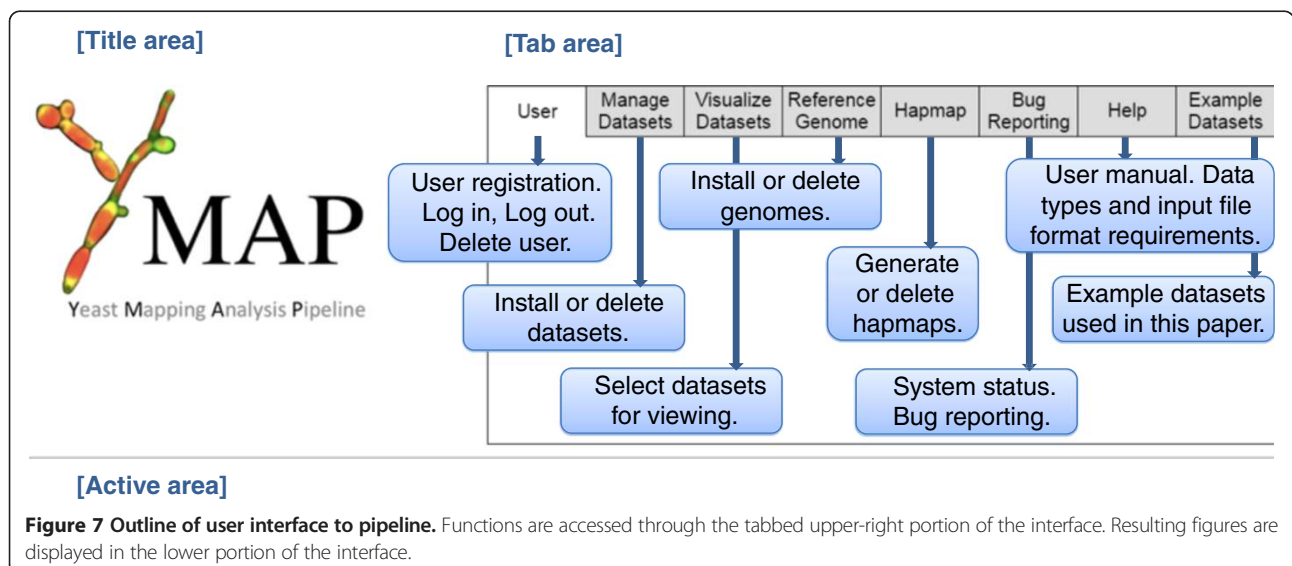 [Title area]
[Tab area]
User
Manage
Datasets
Visualize
Datasets
Reference
Genome
Hapmap
Bug
Reporting
Help
Example
Datasets
MAP
Yeast Mapping Analysis Pipeline
User registration.
Log in, Log out.
Delete user.
Install or delete
genomes.
User manual. Data
types and input file
format requirements.
Install or delete
datasets.
Generate
or delete
hapmaps.
Example datasets
used in this paper.
Select datasets
for viewing.
System status.
Bug reporting.
[Active area]
Figure 7 Outline of user interface to pipeline. Functions are accessed through the tabbed upper-right portion of the interface. Resulting figures are
displayed in the lower portion of the interface.